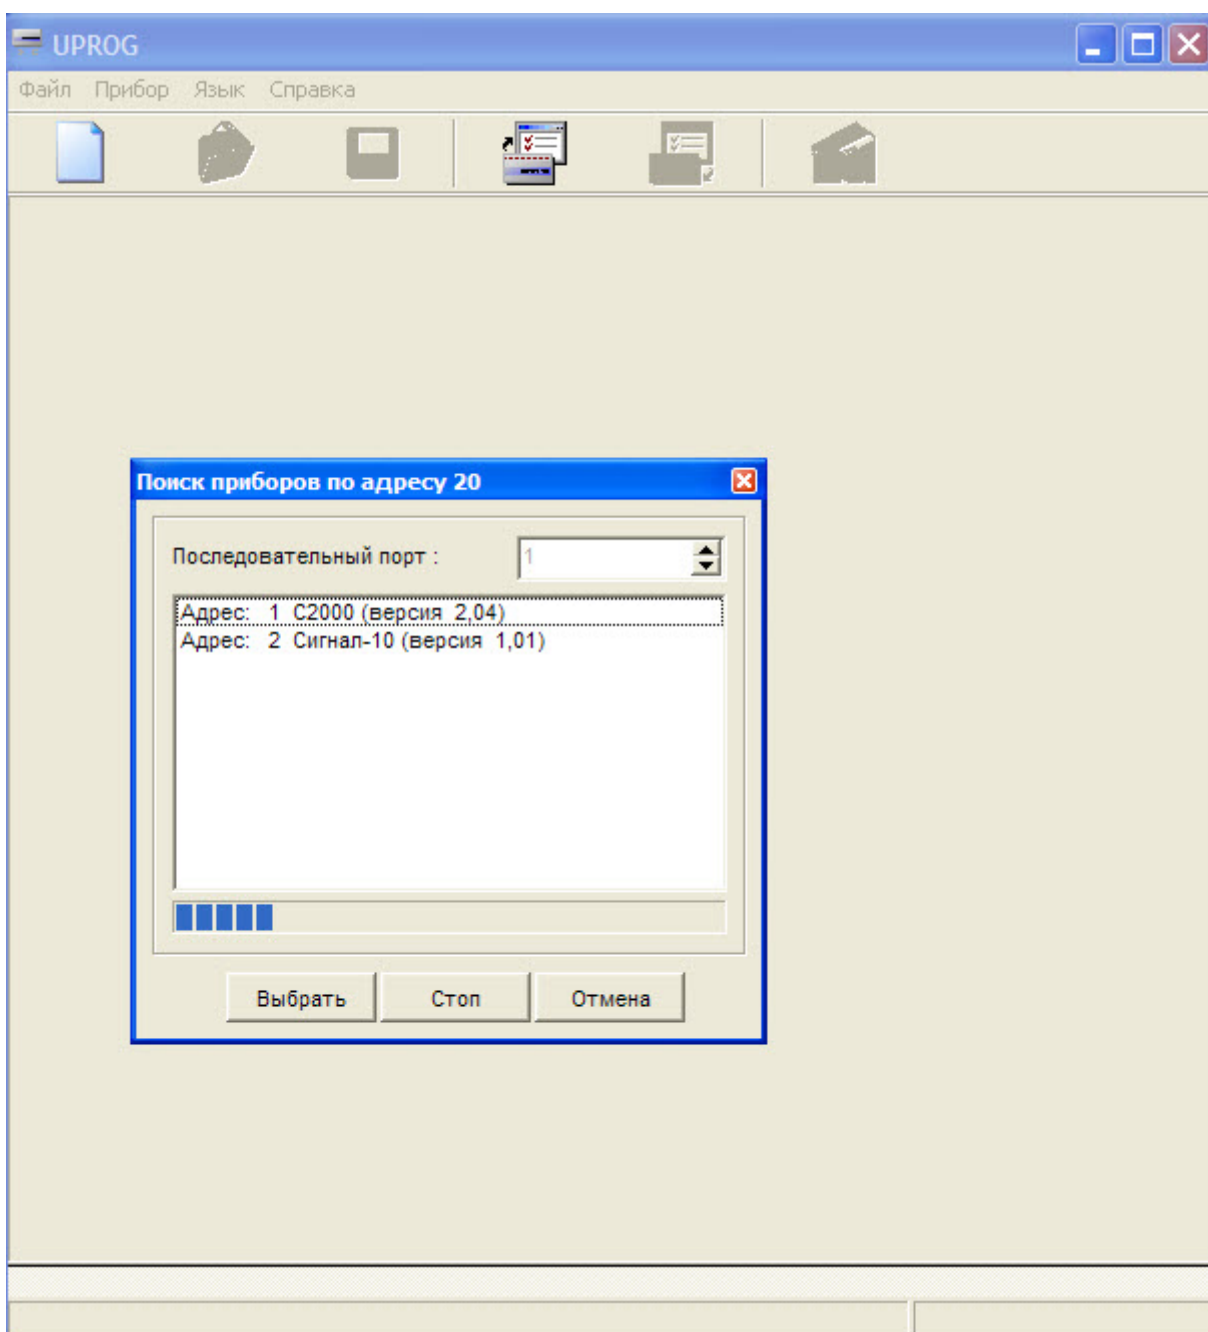 UPROG
Файл Прибор Язык Справка
Поиск приборов по адресу 20
Последовательный порт : 1
Адрес: 1 С2000 (версия 2,04)
Адрес: 2 Сигнал-10 (версия 1,01)
Выбрать Стоп Отмена